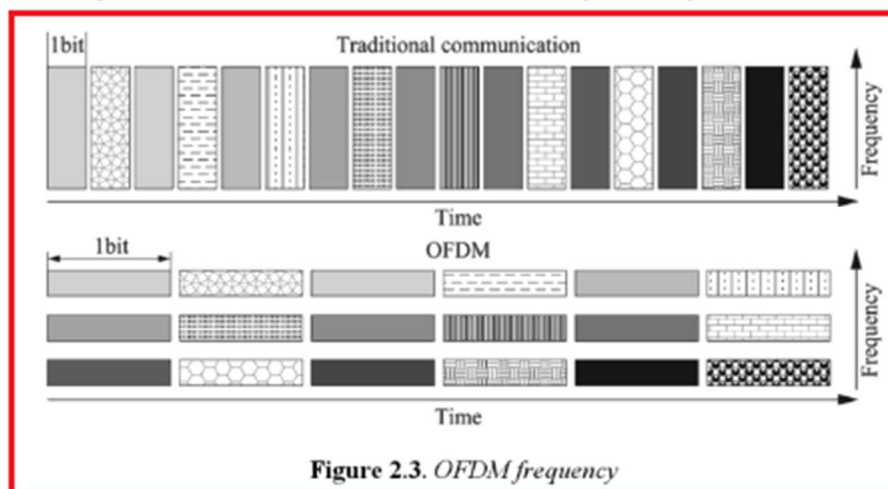 1bit
Traditional communication
Frequency
Time
1bit
OFDM
Frequency
Time
Figure 2.3. OFDM frequency